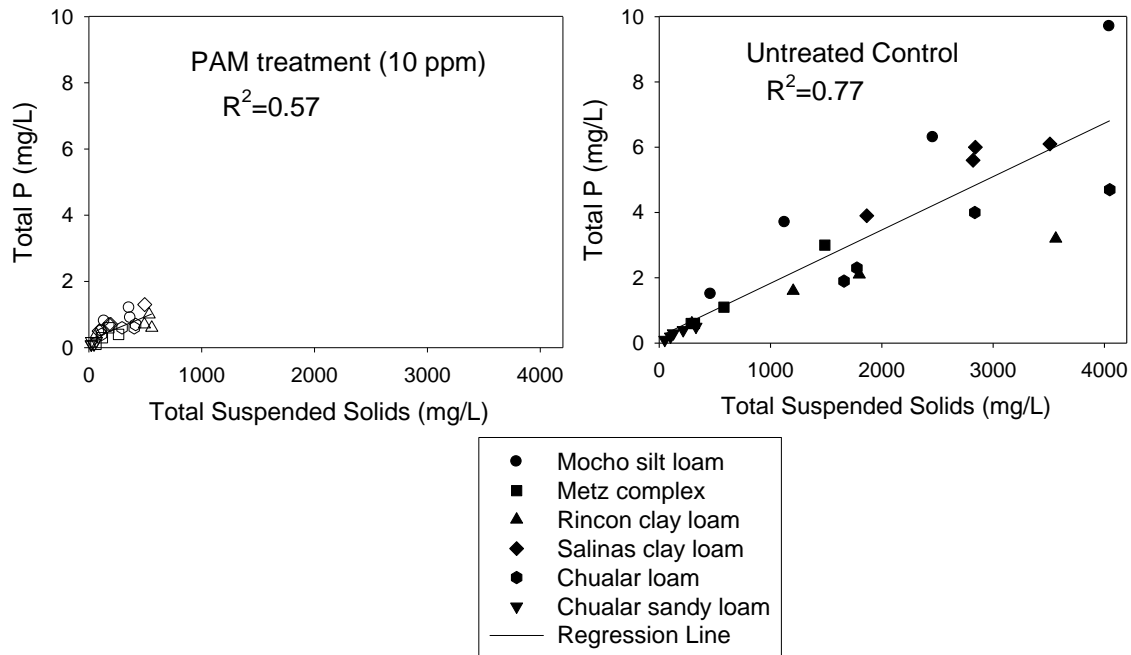 PAM treatment (10 ppm)
R²=0.57
Total P (mg/L)
10
8
6
4
2
0
0 1000 2000 3000 4000
Total Suspended Solids (mg/L)
Untreated Control
R²=0.77
Total P (mg/L)
10
8
6
4
2
0
0 1000 2000 3000 4000
Total Suspended Solids (mg/L)
Mocho silt loam
Metz complex
Rincon clay loam
Salinas clay loam
Chualar loam
Chualar sandy loam
Regression Line